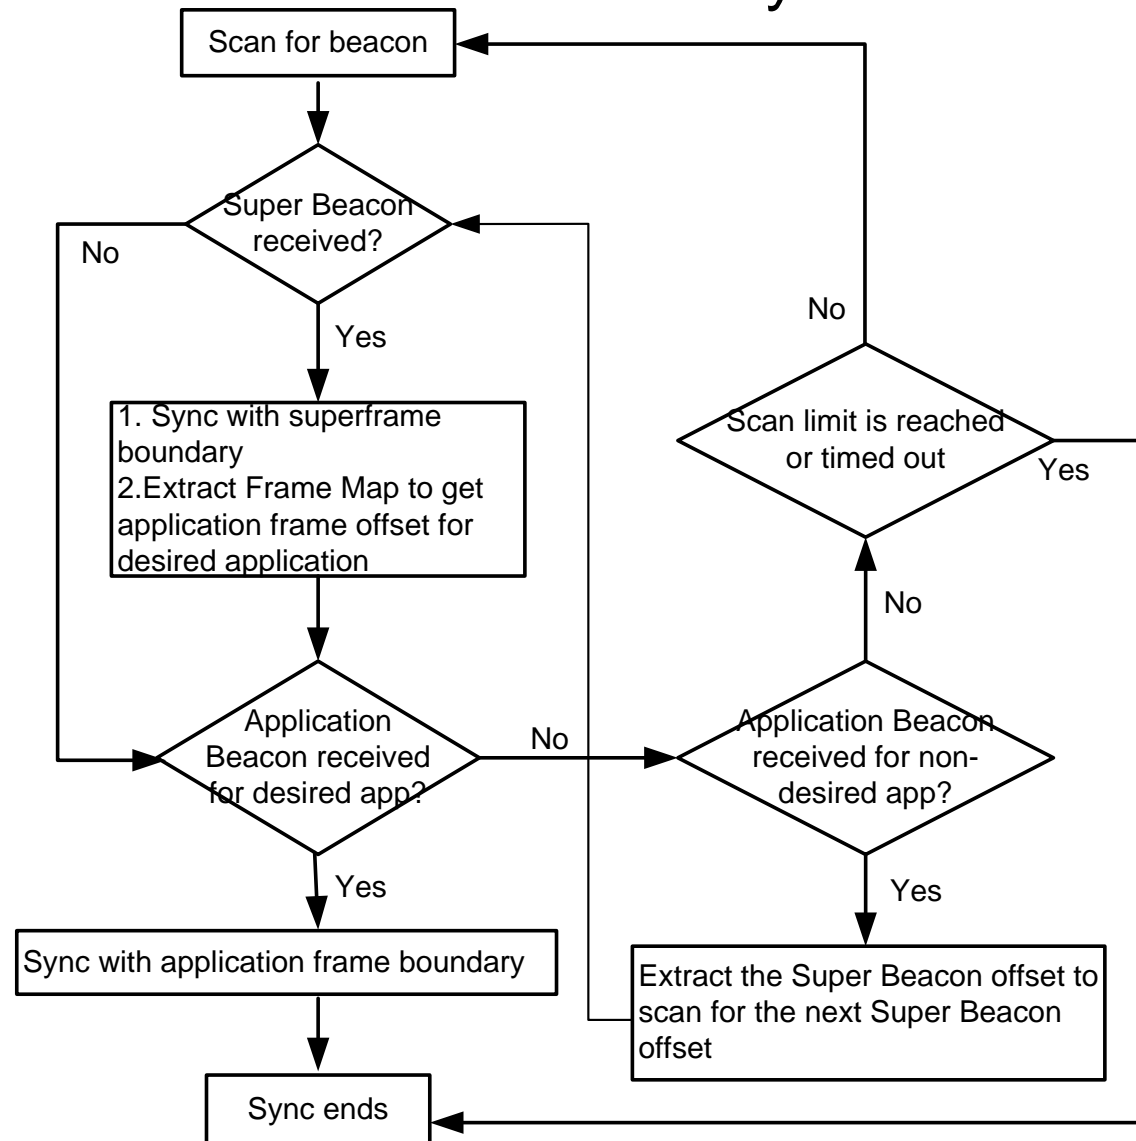 Scan for beacon
Super Beacon
received?
No
Yes
1. Sync with superframe
boundary
2.Extract Frame Map to get
application frame offset for
desired application
No
Scan limit is reached
or timed out
Yes
No
Application
Beacon received
for desired app?
No
Application Beacon
received for non-
desired app?
Yes
Yes
Sync with application frame boundary
Extract the Super Beacon offset to
scan for the next Super Beacon
offset
Sync ends